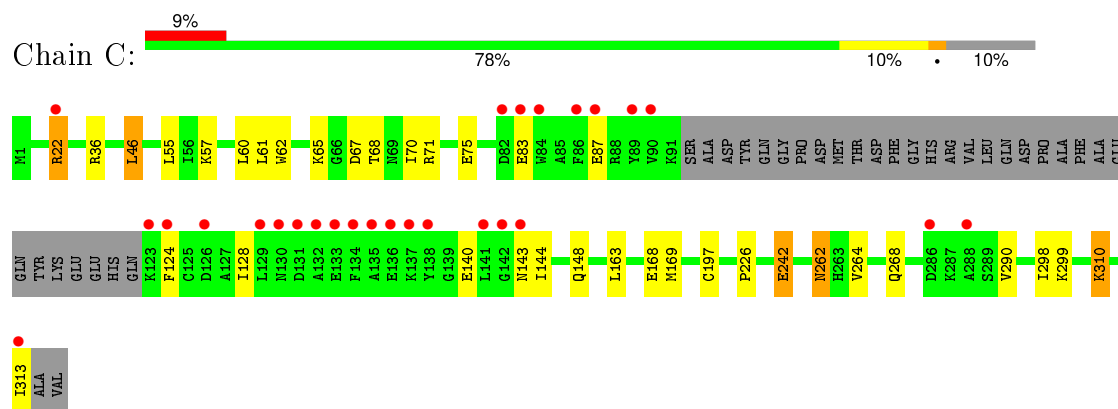 9%
Chain C:
78% 10% • 10%
M1 R22 R36 L46 L55 I56 K57 L60 L61 W62 K65 G66 D67 T68 N69 I70 R71 E75 D82 E83 W84 A85 F86 E87 R88 Y89 V90 K91 SER ALA ASP TYR GLN GLY PRO ASP MET THR ASP PHE GLY HIS ARG VAL LEU GLN ASP PRO ALA PHE ALA GLU
GLN TYR LYS GLU GLU HIS GLN K123 F124 C125 D126 A127 I128 L129 N130 D131 A132 E133 F134 A135 E136 K137 Y138 G139 E140 L141 G142 N143 I144 Q148 L163 E168 M169 C197 P226 E242 N262 H263 V264 Q268 D286 K287 A288 S289 V290 I298 K299 K310
I313 ALA VAL